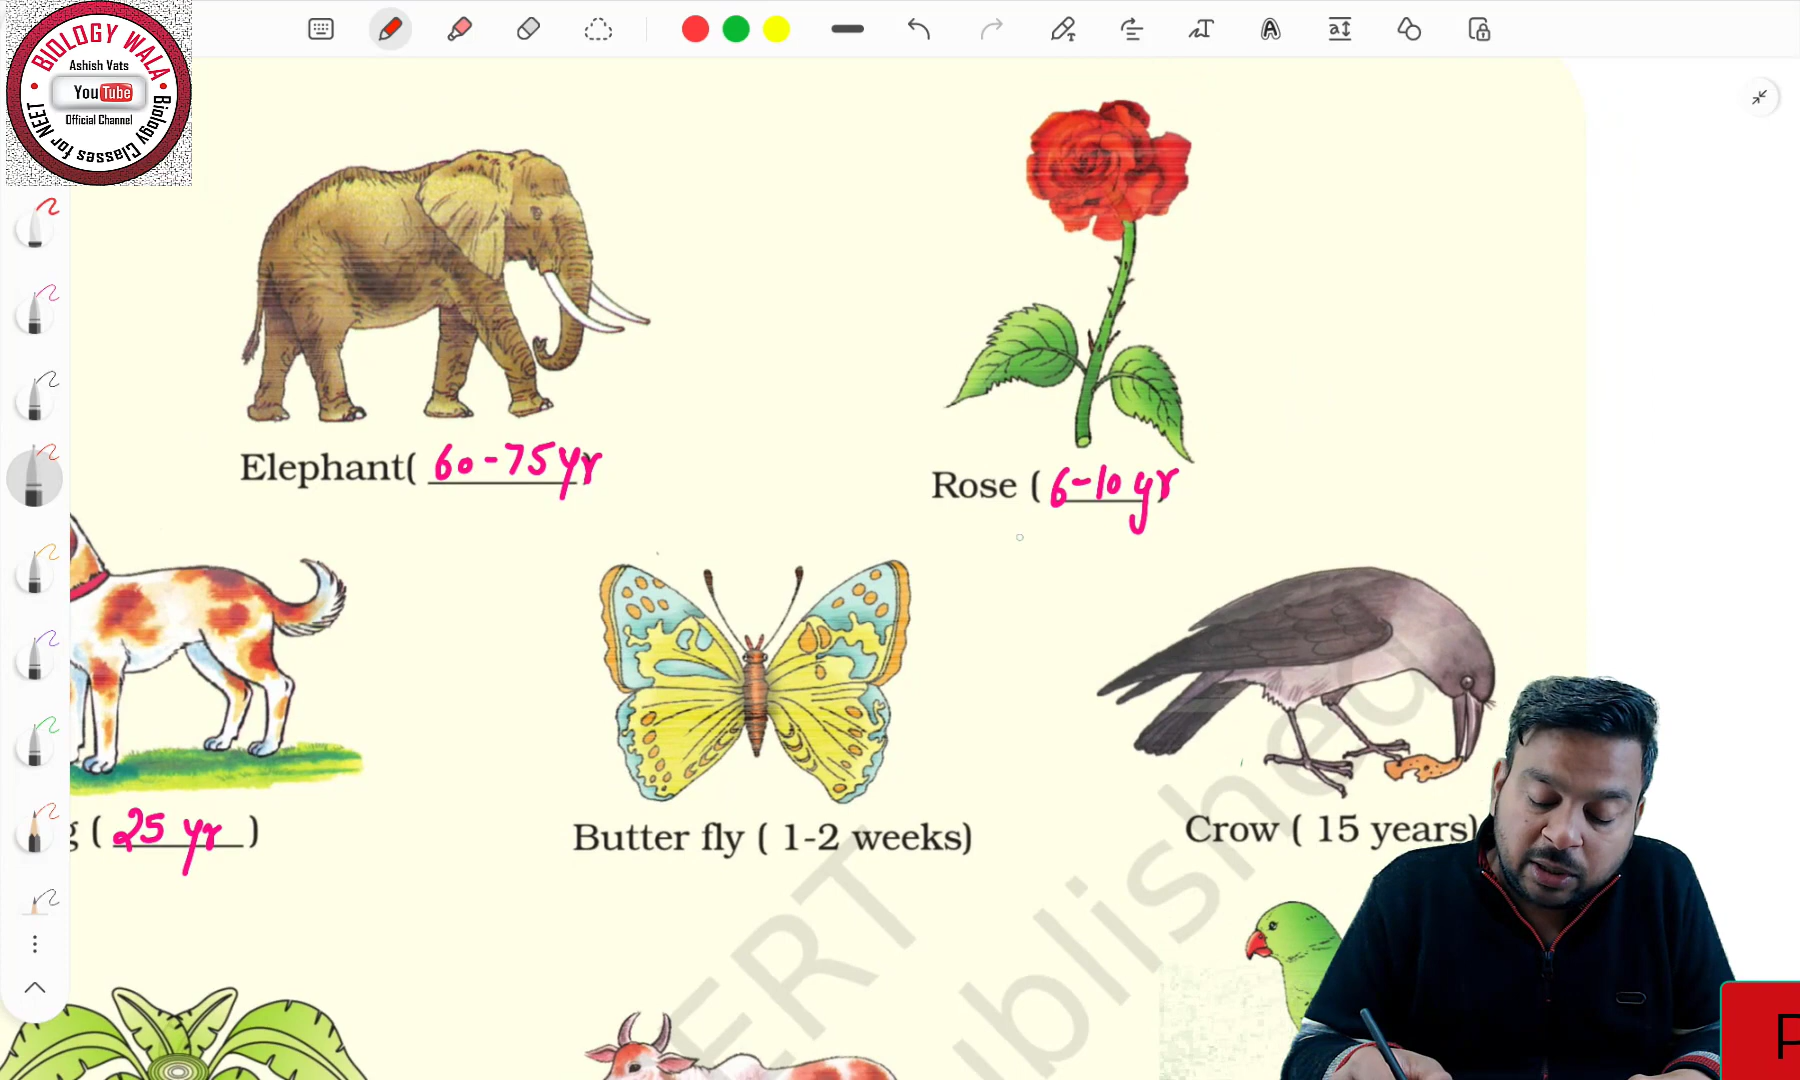 BIOLOGY WALA
Ashish Vats
YouTube
Official Channel
Biology Classes for NEET
Elephant( 60-75 yr )
Rose ( 6-10 yr )
g ( 25 yr )
Butter fly ( 1-2 weeks)
Crow ( 15 years)
ERT
blished